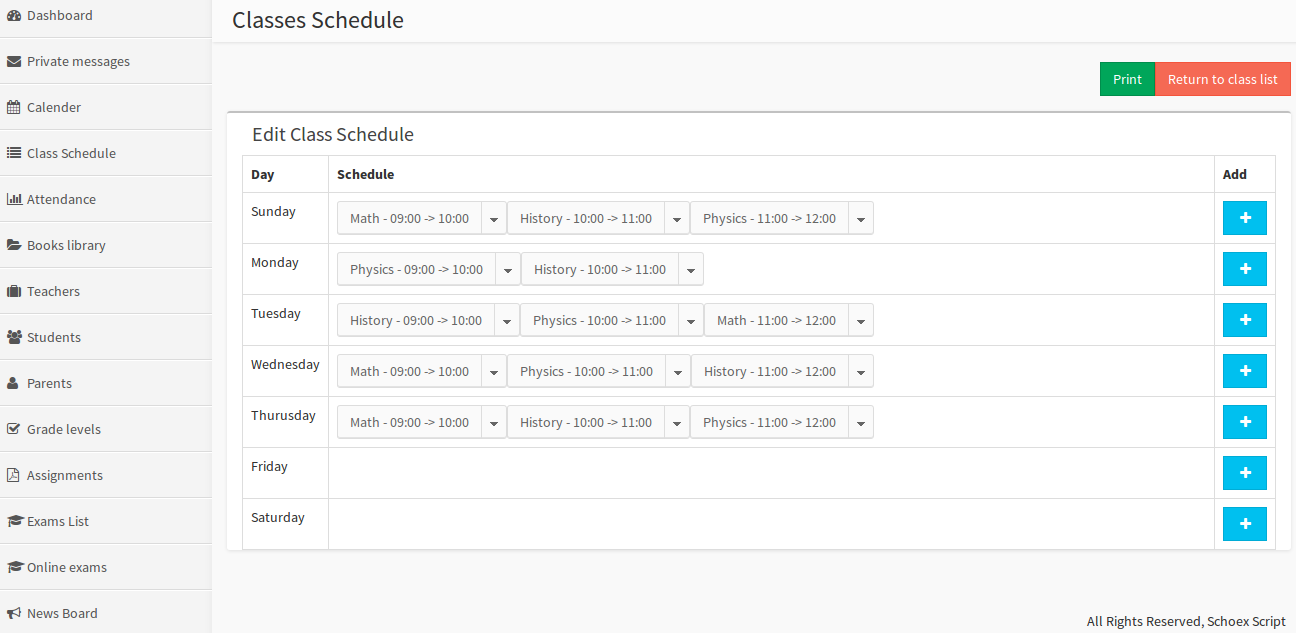 Dashboard
Private messages
Calender
Class Schedule
Attendance
Books library
Teachers
Students
Parents
Grade levels
Assignments
Exams List
Online exams
News Board
Classes Schedule
Print Return to class list
Edit Class Schedule
Day Schedule Add
Sunday Math - 09:00 -> 10:00 History - 10:00 -> 11:00 Physics - 11:00 -> 12:00
Monday Physics - 09:00 -> 10:00 History - 10:00 -> 11:00
Tuesday History - 09:00 -> 10:00 Physics - 10:00 -> 11:00 Math - 11:00 -> 12:00
Wednesday Math - 09:00 -> 10:00 Physics - 10:00 -> 11:00 History - 11:00 -> 12:00
Thurusday Math - 09:00 -> 10:00 History - 10:00 -> 11:00 Physics - 11:00 -> 12:00
Friday
Saturday
All Rights Reserved, Schoex Script